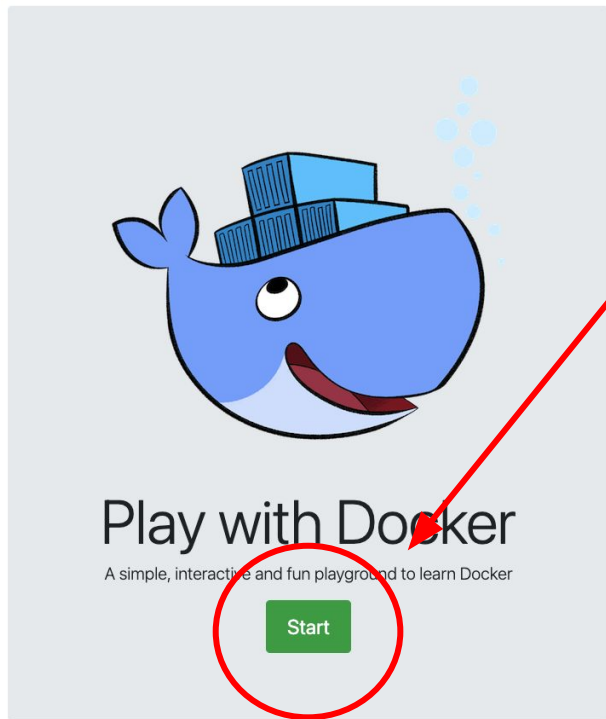 Play with Docker
A simple, interactive and fun playground to learn Docker
Start